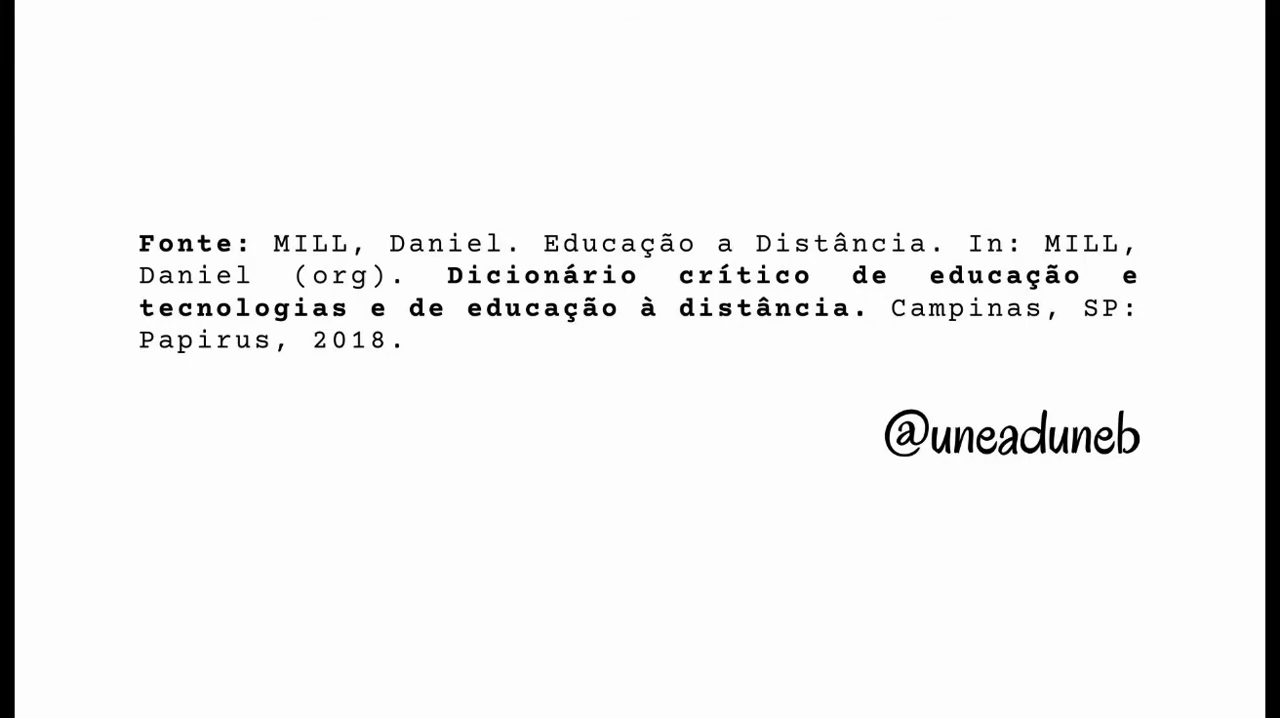 Fonte: MILL, Daniel. Educação a Distância. In: MILL,
Daniel (org). Dicionário crítico de educação e
tecnologias e de educação à distância. Campinas, SP:
Papirus, 2018.
@uneaduneb